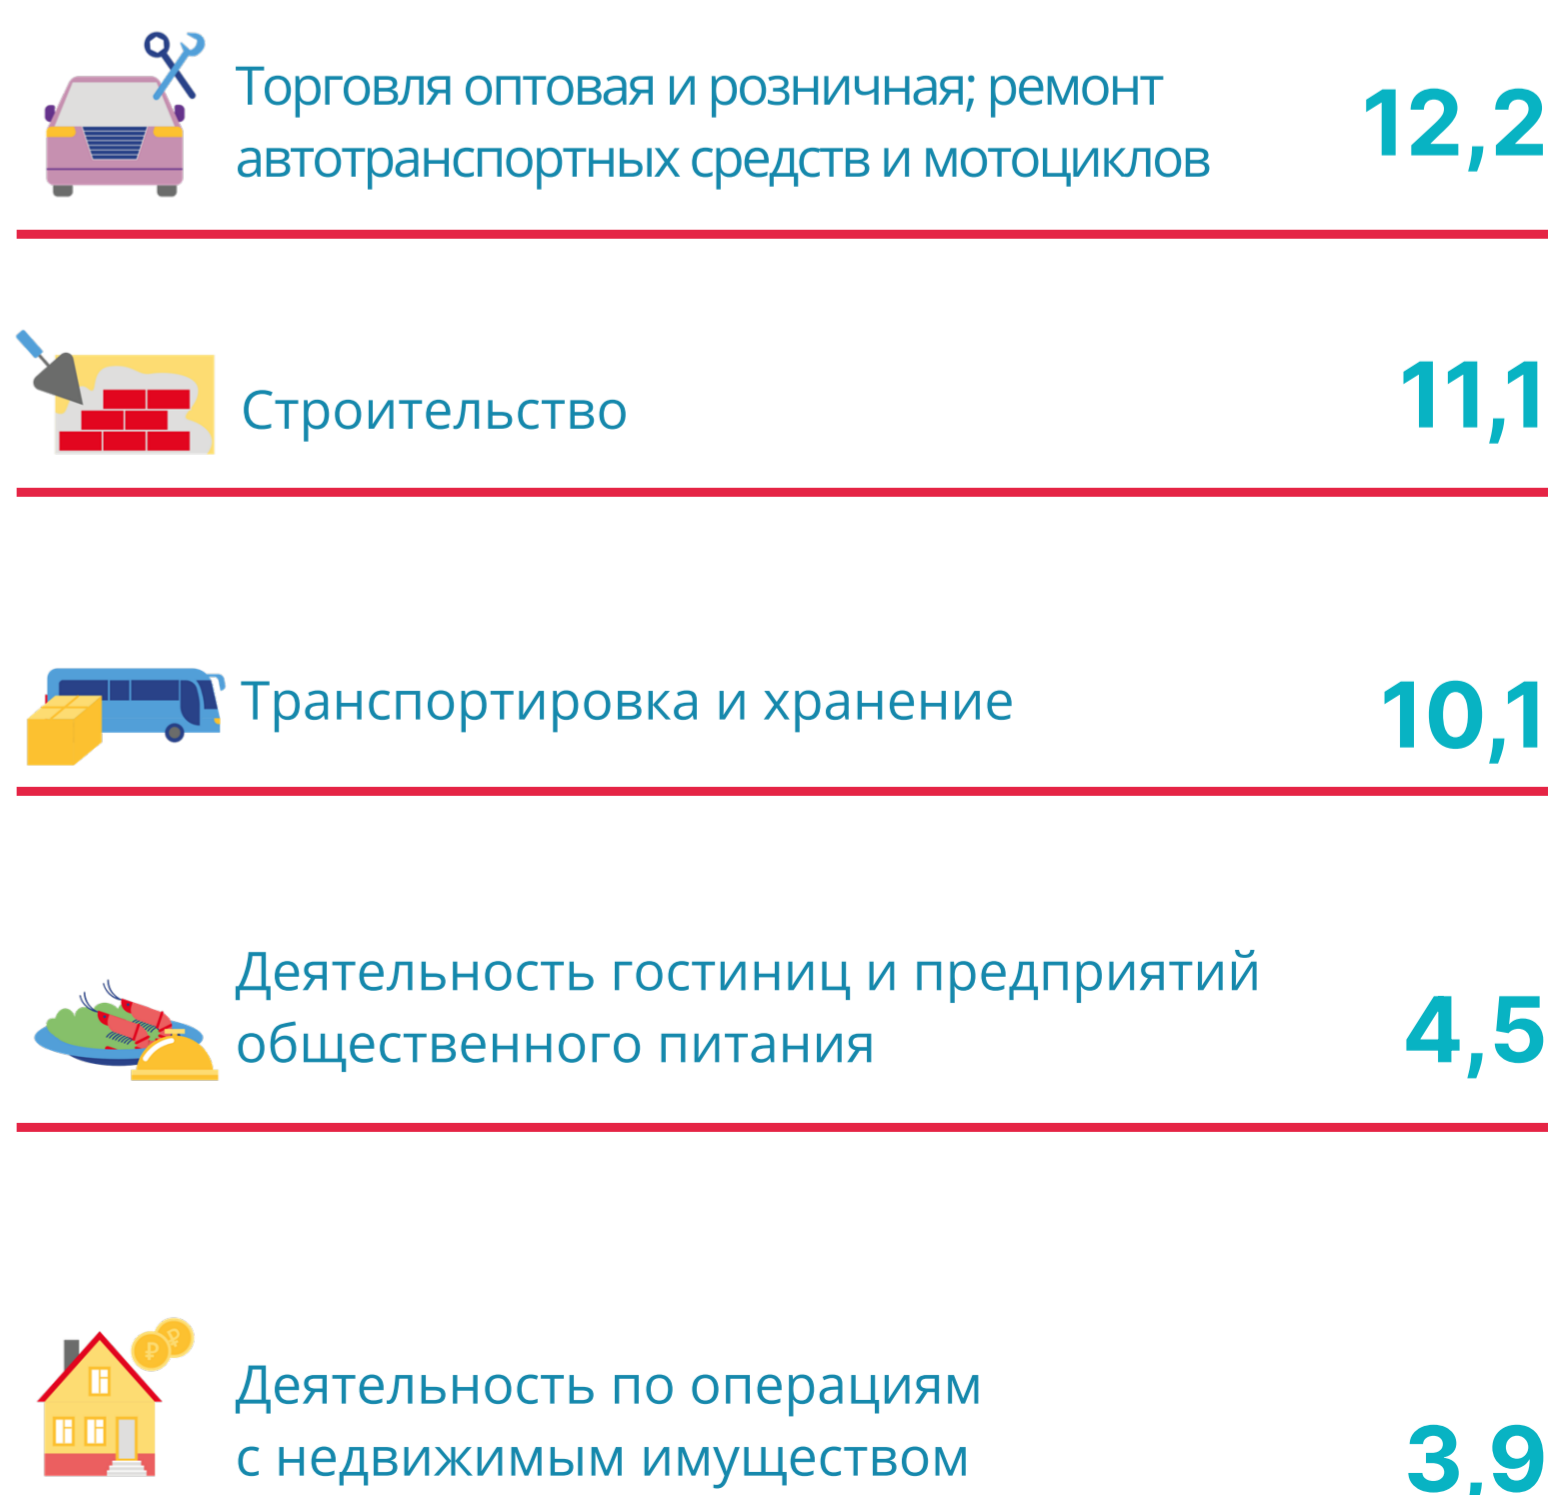 Торговля оптовая и розничная; ремонт
автотранспортных средств и мотоциклов
12,2
Строительство
11,1
Транспортировка и хранение
10,1
Деятельность гостиниц и предприятий
общественного питания
4,5
Деятельность по операциям
с недвижимым имуществом
3,9